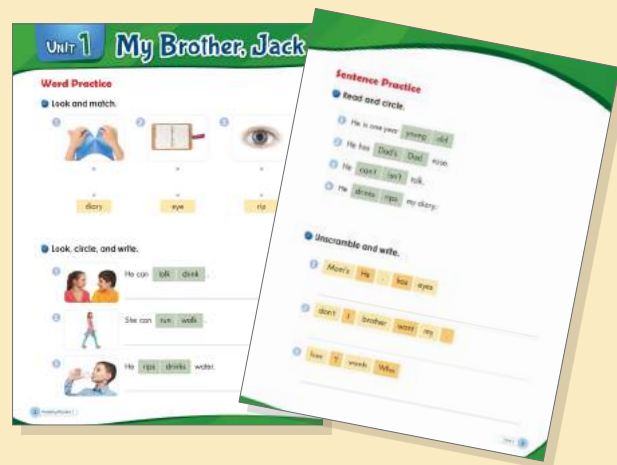 UNIT 1 My Brother, Jack
Word Practice
Look and match.
1 2 3
diary eye rip
Look, circle, and write.
1 He can talk drink .
2 She can run walk .
3 He rips drinks water.
Sentence Practice
Read and circle.
1 He is one year young old
2 He has Dad's Dad nose.
3 He can't isn't talk.
4 He drinks rips my diary.
Unscramble and write.
1 Mom's He . has eyes
2 don't I brother want my .
3 ? Who